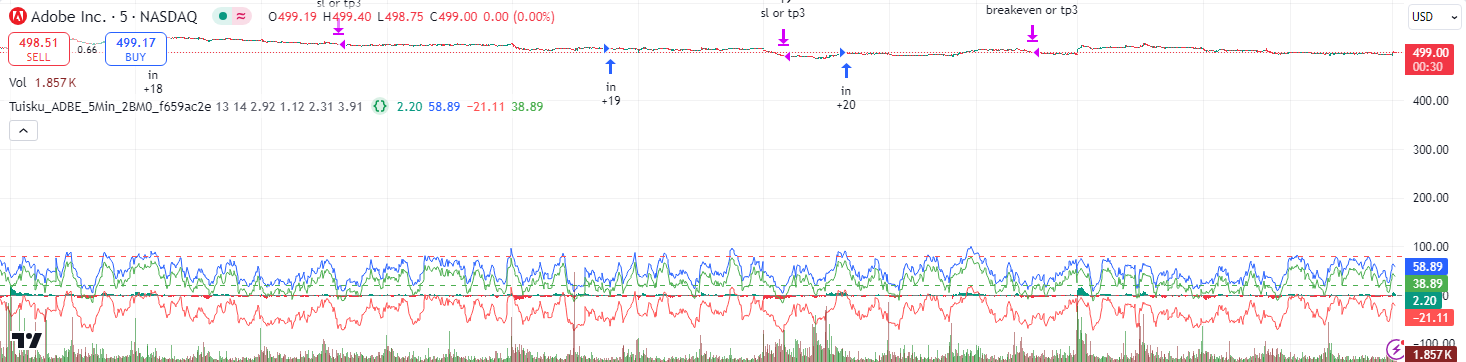 sl or tp3
sl or tp3
breakeven or tp3
Adobe Inc. · 5 · NASDAQ
≈
O499.19 H499.40 L498.75 C499.00 0.00 (0.00%)
USD
498.51
SELL
0.66
499.17
BUY
499.00
00:30
Vol 1.857 K
in
+18
in
+19
in
+20
Tuisku_ADBE_5Min_2BM0_f659ac2e 13 14 2.92 1.12 2.31 3.91 {} 2.20 58.89 −21.11 38.89
400.00
300.00
200.00
100.00
58.89
38.89
0
2.20
−21.11
−100.00
1.857 K